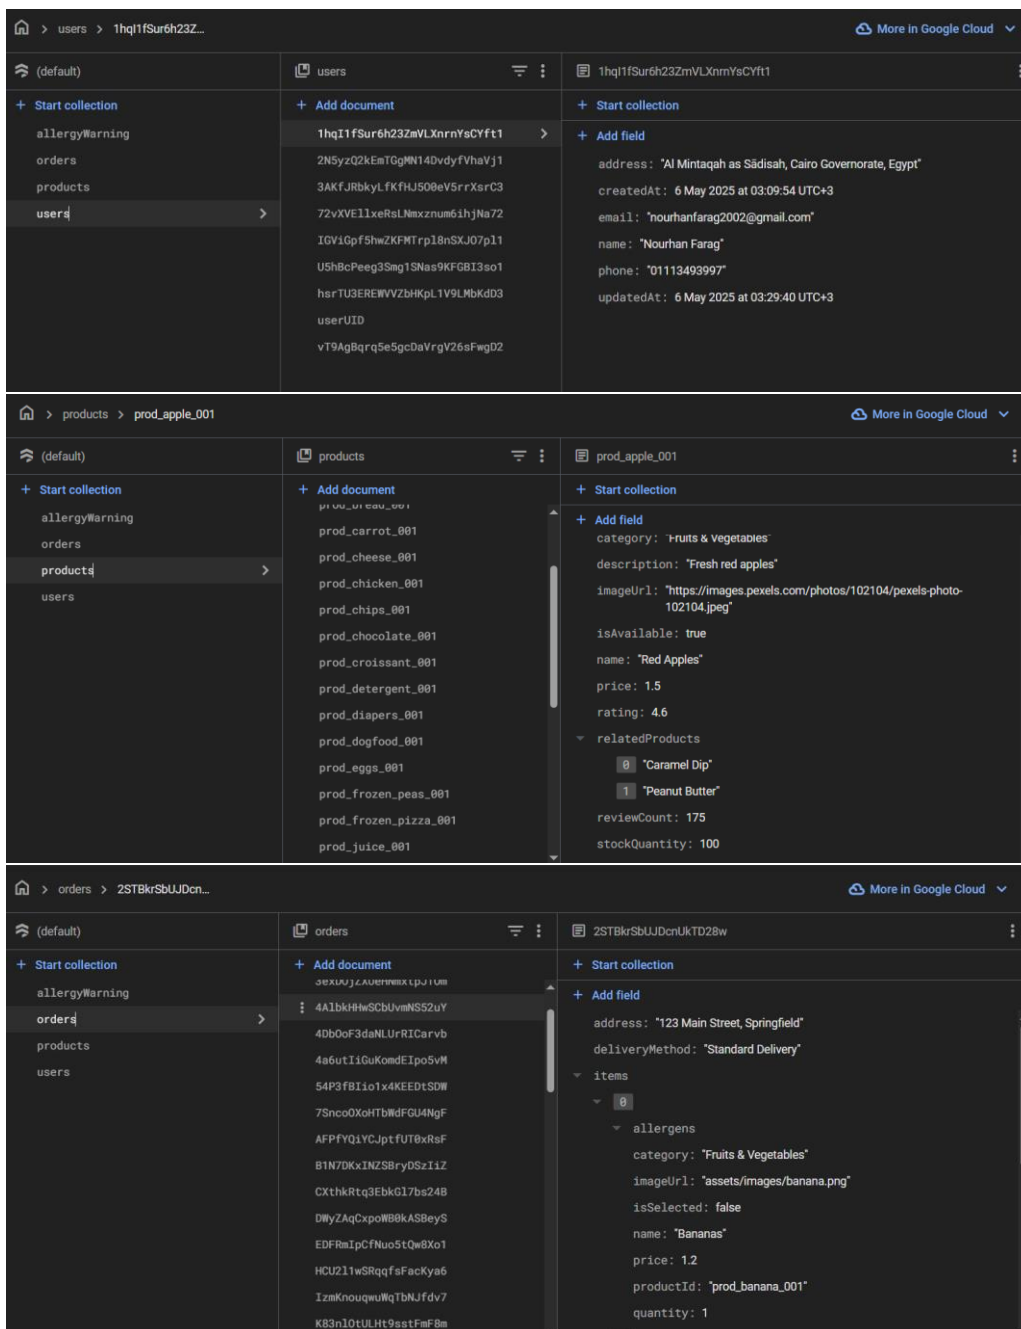 users 1hqI1fSur6h23Z… More in Google Cloud
(default) users 1hqI1fSur6h23ZmVLXnrnYsCYft1
+ Start collection + Add document + Start collection
allergyWarning 1hqI1fSur6h23ZmVLXnrnYsCYft1 + Add field
orders 2N5yzQ2kEmTGgMN14DvdyfVhaVj1 address: "Al Mintaqah as Sādisah, Cairo Governorate, Egypt"
products 3AKfJRbkyLfKfHJ5O0eV5rrXsrC3 createdAt: 6 May 2025 at 03:09:54 UTC+3
users 72vXVEllxeRsLNmxznum6ihjNa72 email: "nourhanfarag2002@gmail.com"
IGViGpf5hwZKFMTrpl8nSXJO7pl1 name: "Nourhan Farag"
U5hBcPeeg3Smg1SNas9KFGBI3so1 phone: "01113493997"
hsrTU3EREWVVZbHKpL1V9LMbKdD3 updatedAt: 6 May 2025 at 03:29:40 UTC+3
userUID
vT9AgBqrq5e5gcDaVrgV26sFwgD2
products prod_apple_001 More in Google Cloud
(default) products prod_apple_001
+ Start collection + Add document + Start collection
prod_bread_001
allergyWarning prod_carrot_001 + Add field
category: "Fruits & Vegetables"
orders prod_cheese_001 description: "Fresh red apples"
products prod_chicken_001 imageUrl: "https://images.pexels.com/photos/102104/pexels-photo-
users prod_chips_001 102104.jpeg"
prod_chocolate_001 isAvailable: true
prod_croissant_001 name: "Red Apples"
prod_detergent_001 price: 1.5
prod_diapers_001 rating: 4.6
prod_dogfood_001 relatedProducts
prod_eggs_001 0 "Caramel Dip"
prod_frozen_peas_001 1 "Peanut Butter"
prod_frozen_pizza_001 reviewCount: 175
prod_juice_001 stockQuantity: 100
orders 2STBkrSbUJDcn… More in Google Cloud
(default) orders 2STBkrSbUJDcnUkTD28w
+ Start collection + Add document + Start collection
allergyWarning 4AlbkHHwSCbUvmNS52uY + Add field
orders 4DbOoF3daNLUrRICarvb address: "123 Main Street, Springfield"
products 4a6utIiGuKomdEIpo5vM deliveryMethod: "Standard Delivery"
users 54P3fBIio1x4KEEDtSDW items
7SncoOXoHTbWdFGU4NgF 0
AFPfYQiYCJptfUT0xRsF allergens
B1N7DKxINZSBryDSzIiZ category: "Fruits & Vegetables"
CXthkRtq3EbkGl7bs24B imageUrl: "assets/images/banana.png"
DWyZAqCxpoWB0kASBeyS isSelected: false
EDFRmIpCfNuo5tQw8Xo1 name: "Bananas"
HCU2l1wSRqqfsFacKya6 price: 1.2
IzmKnouqwuWqTbNJfdv7 productId: "prod_banana_001"
K83nlOtULHt9sstFmF8m quantity: 1